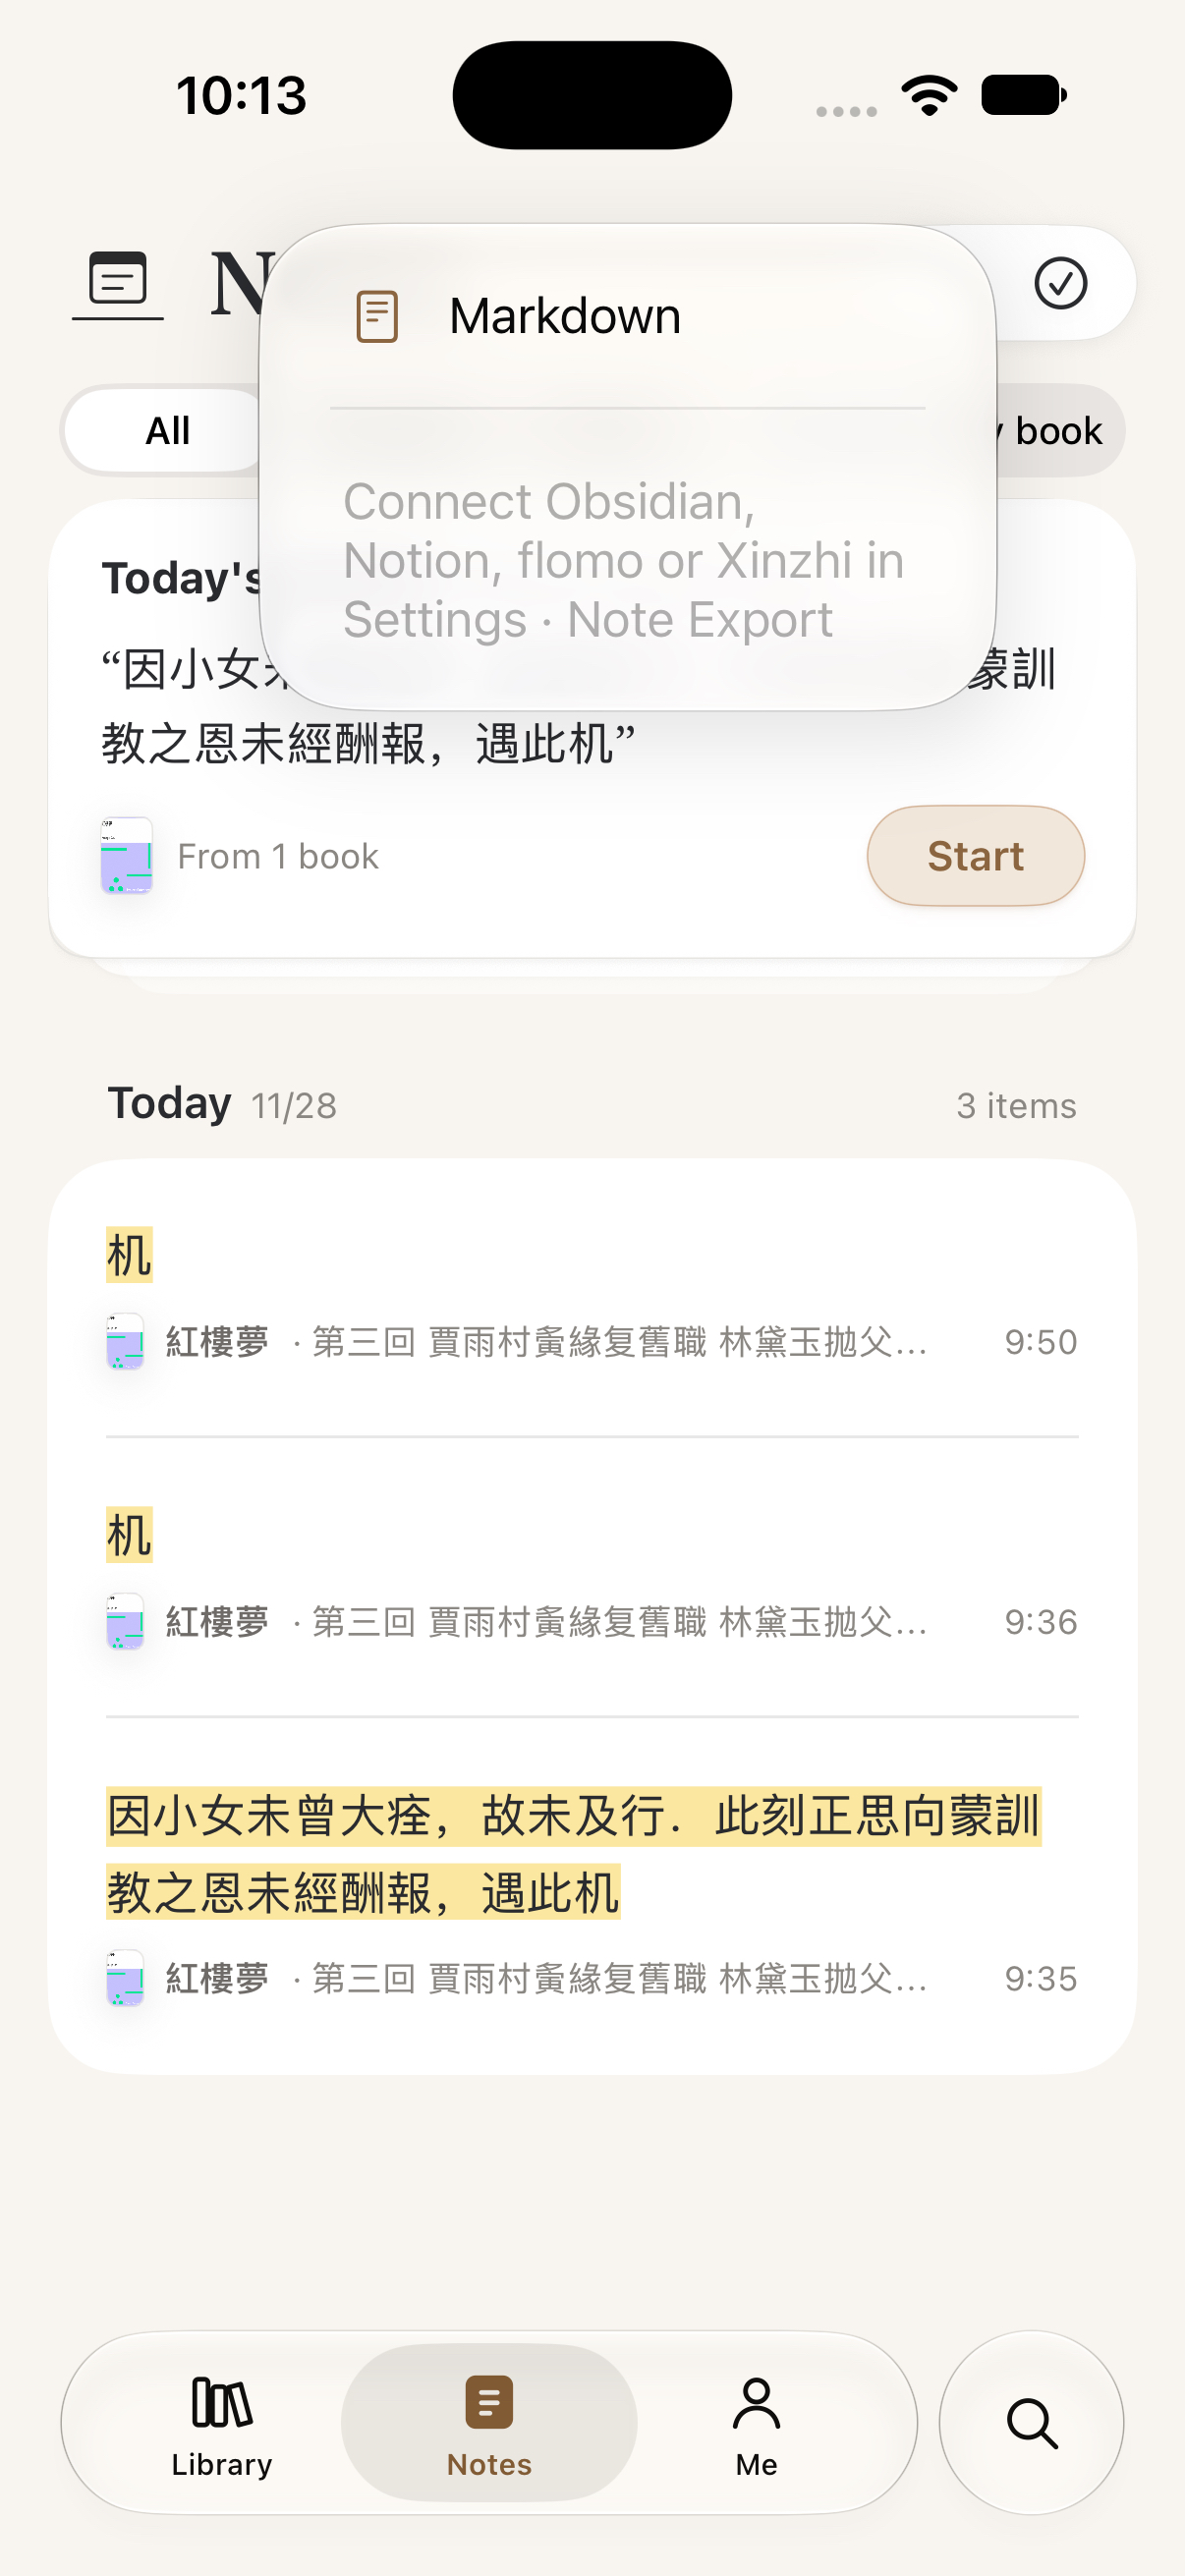 10:13
N
Markdown
All
book
Connect Obsidian,
Notion, flomo or Xinzhi in
Settings · Note Export
Today's
“因小女 蒙訓
教之恩未經酬報，遇此机”
From 1 book
Start
Today 11/28
3 items
机
紅樓夢 · 第三回 賈雨村夤緣复舊職 林黛玉拋父…
9:50
机
紅樓夢 · 第三回 賈雨村夤緣复舊職 林黛玉拋父…
9:36
因小女未曾大痊，故未及行．此刻正思向蒙訓
教之恩未經酬報，遇此机
紅樓夢 · 第三回 賈雨村夤緣复舊職 林黛玉拋父…
9:35
Library
Notes
Me